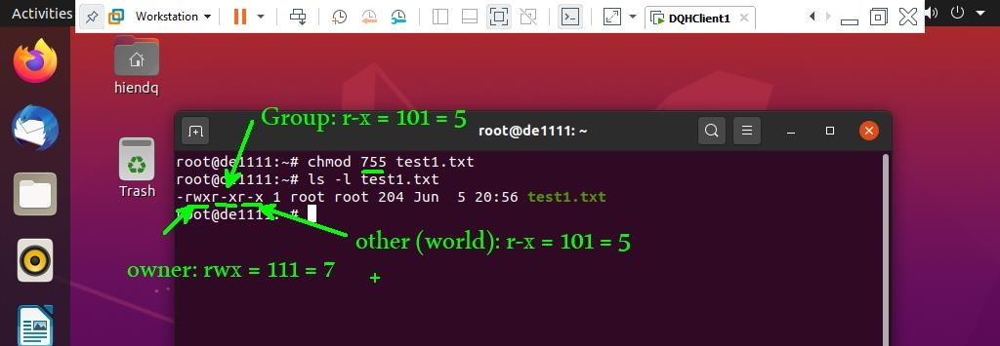 Activities
Workstation
DQHClient1
hiendq
Trash
Group: r-x = 101 = 5
root@de1111: ~
root@de1111:~# chmod 755 test1.txt
root@de1111:~# ls -l test1.txt
-rwxr-xr-x 1 root root 204 Jun  5 20:56 test1.txt
root@de1111:~#
other (world): r-x = 101 = 5
owner: rwx = 111 = 7